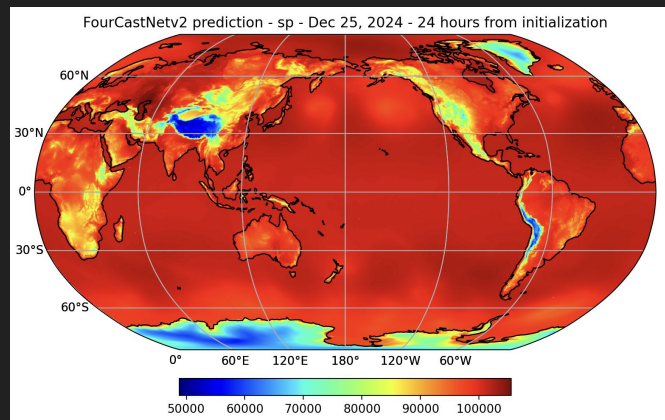 FourCastNetv2 prediction - sp - Dec 25, 2024 - 24 hours from initialization
60°N
30°N
0°
30°S
60°S
0° 60°E 120°E 180° 120°W 60°W
50000 60000 70000 80000 90000 100000